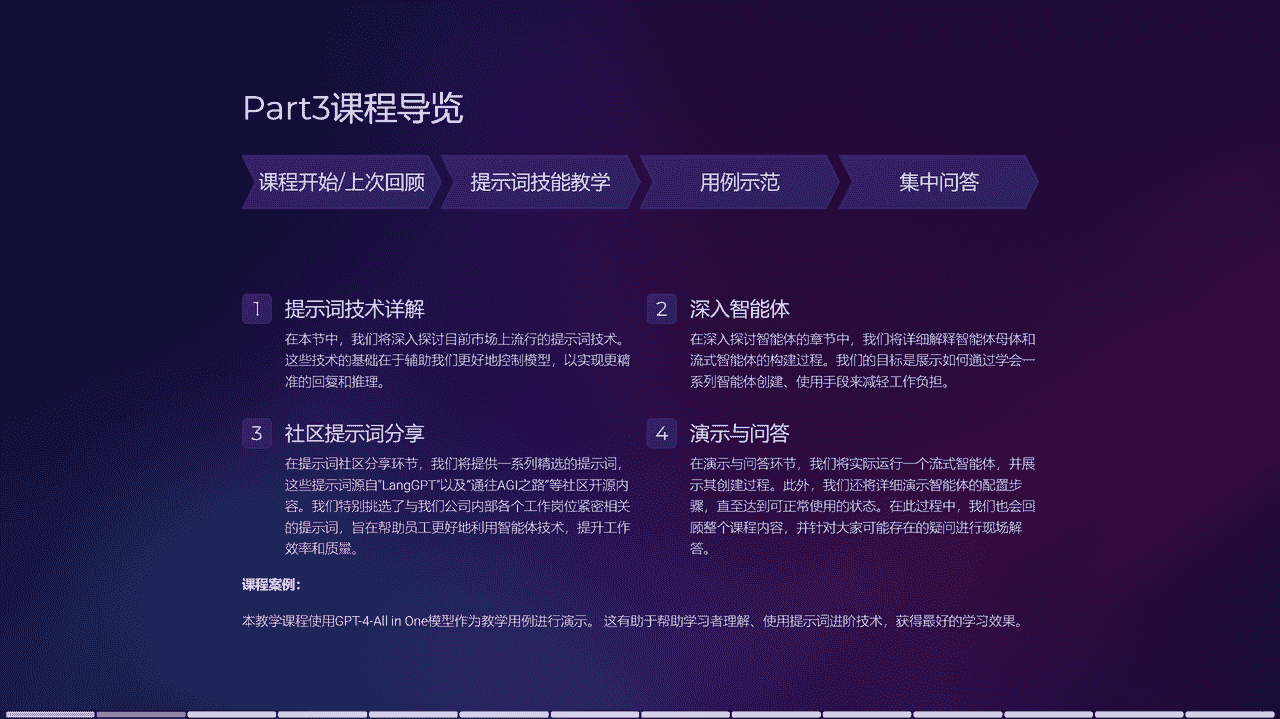 Part3课程导览
课程开始/上次回顾
提示词技能教学
用例示范
集中问答
1
提示词技术详解
在本节中，我们将深入探讨目前市场上流行的提示词技术。
这些技术的基础在于辅助我们更好地控制模型，以实现更精
准的回复和推理。
2
深入智能体
在深入探讨智能体的章节中，我们将详细解释智能体母体和
流式智能体的构建过程。我们的目标是展示如何通过学会一
系列智能体创建、使用手段来减轻工作负担。
3
社区提示词分享
在提示词社区分享环节，我们将提供一系列精选的提示词，
这些提示词源自"LangGPT"以及"通往AGI之路"等社区开源内
容。我们特别挑选了与我们公司内部各个工作岗位紧密相关
的提示词，旨在帮助员工更好地利用智能体技术，提升工作
效率和质量。
4
演示与问答
在演示与问答环节，我们将实际运行一个流式智能体，并展
示其创建过程。此外，我们还将详细演示智能体的配置步
骤，直至达到可正常使用的状态。在此过程中，我们也会回
顾整个课程内容，并针对大家可能存在的疑问进行现场解
答。
课程案例：
本教学课程使用GPT-4-All in One模型作为教学用例进行演示。 这有助于帮助学习者理解、使用提示词进阶技术，获得最好的学习效果。